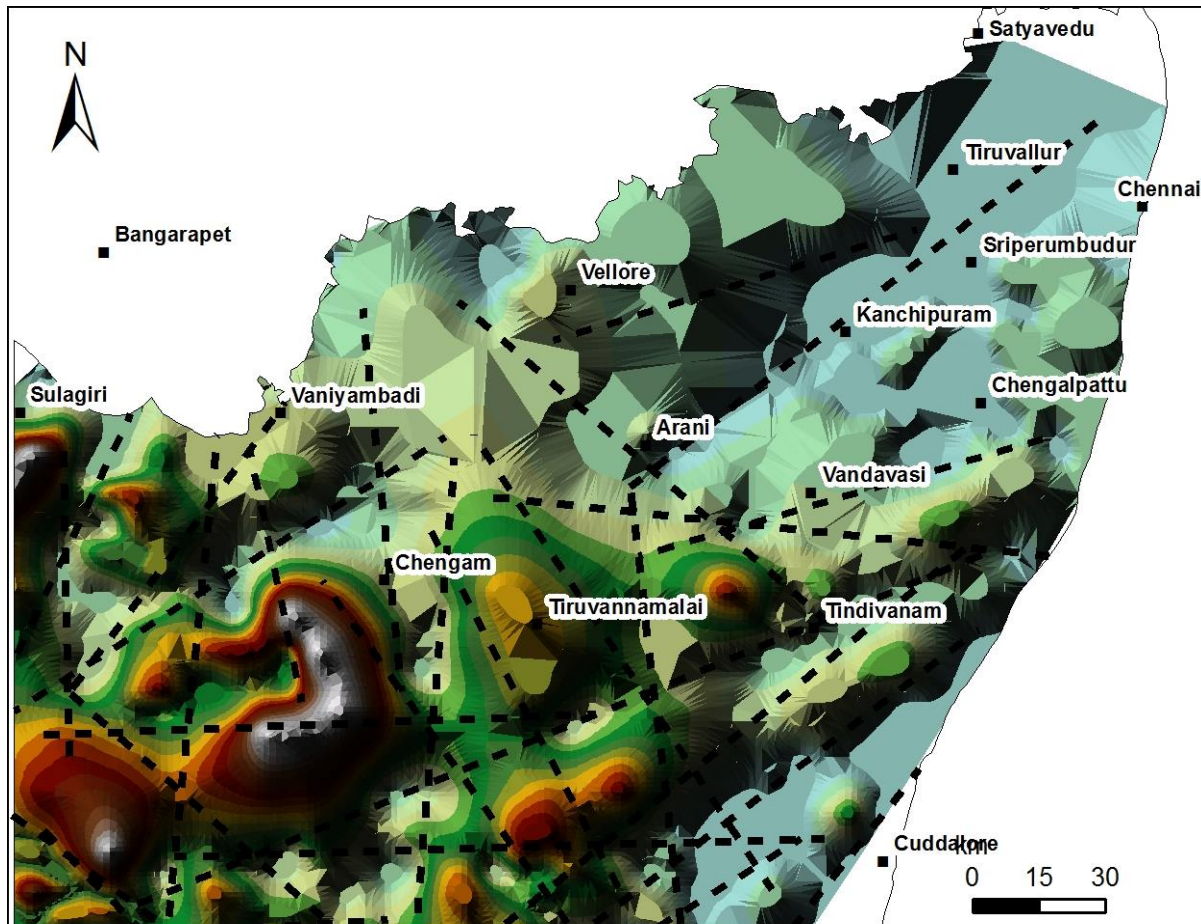 Satyavedu
N
Tiruvallur
Chennai
Bangarapet
Sriperumbudur
Vellore
Kanchipuram
Sulagiri
Vaniyambadi
Chengalpattu
Arani
Vandavasi
Chengam
Tiruvannamalai
Tindivanam
Cuddalore
km
0 15 30